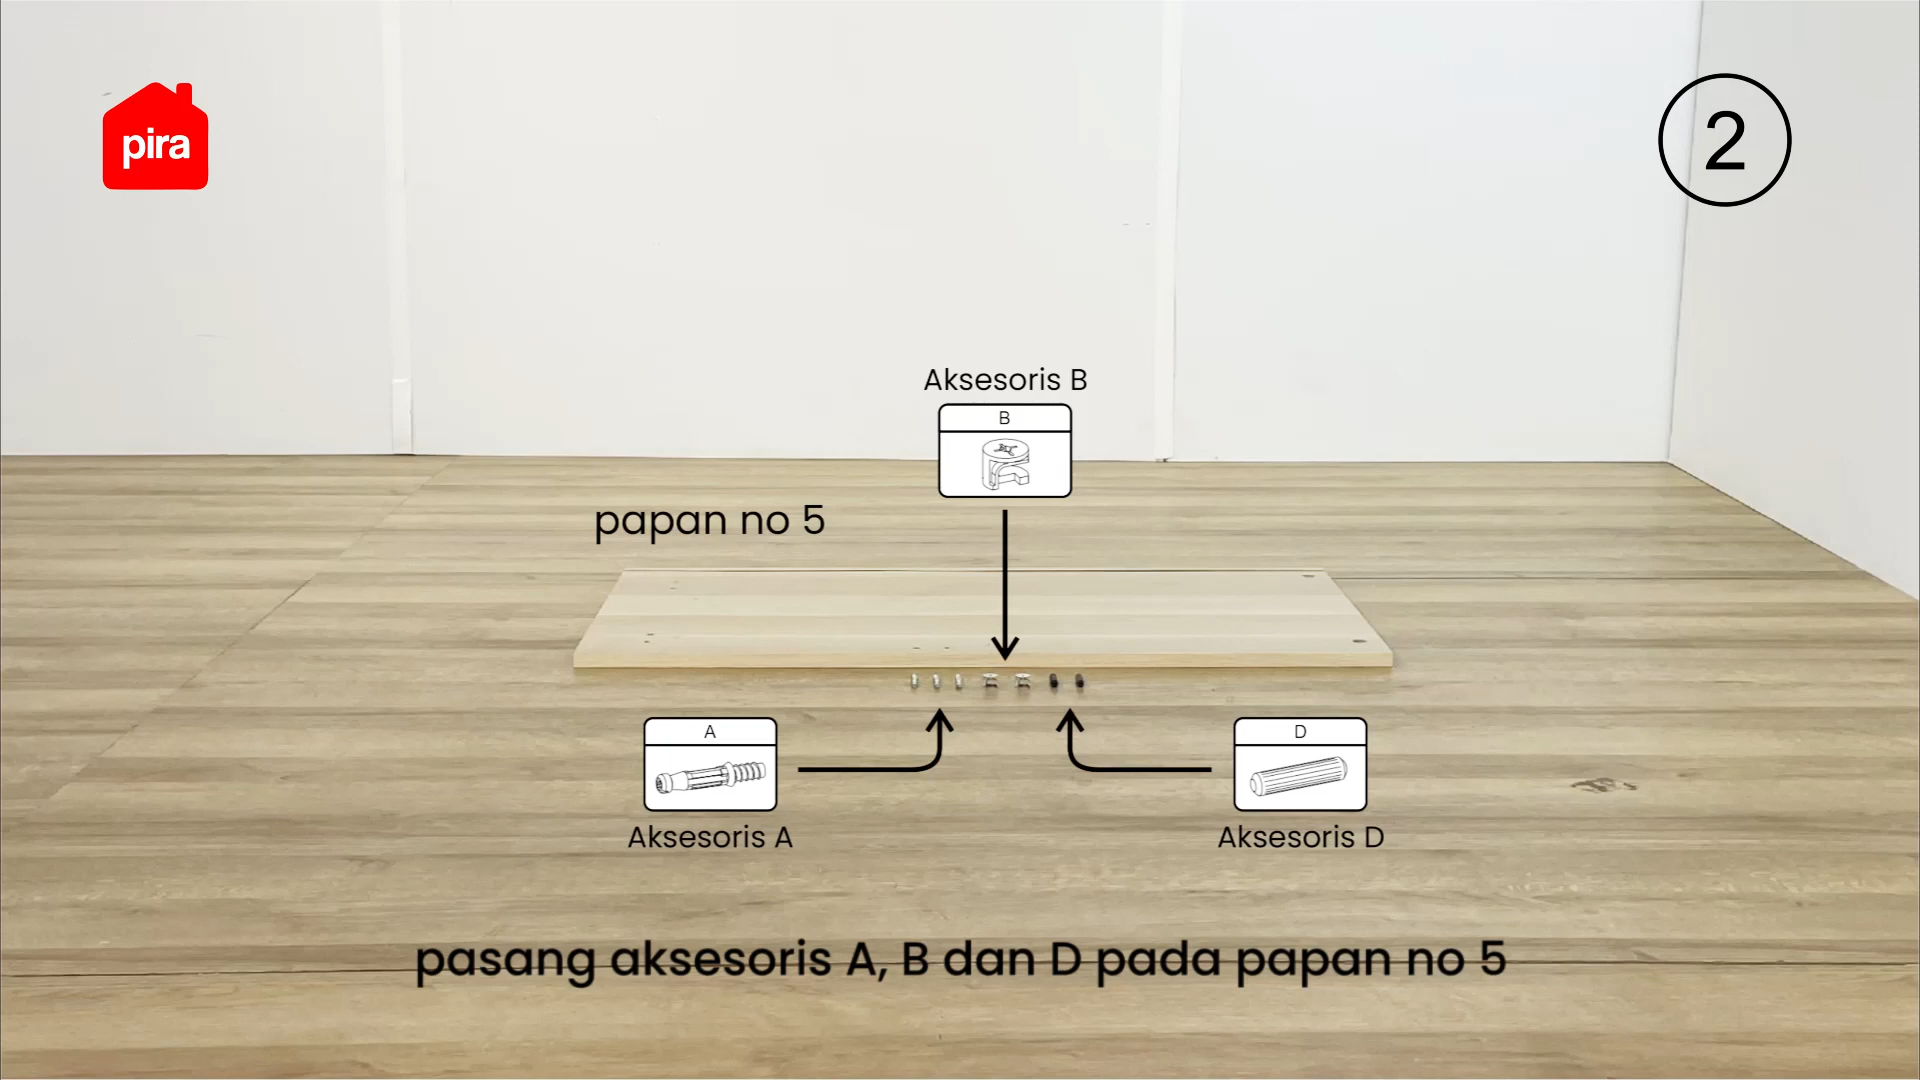 pira
2
Aksesoris B
B
papan no 5
A
D
Aksesoris A
Aksesoris D
pasang aksesoris A, B dan D pada papan no 5